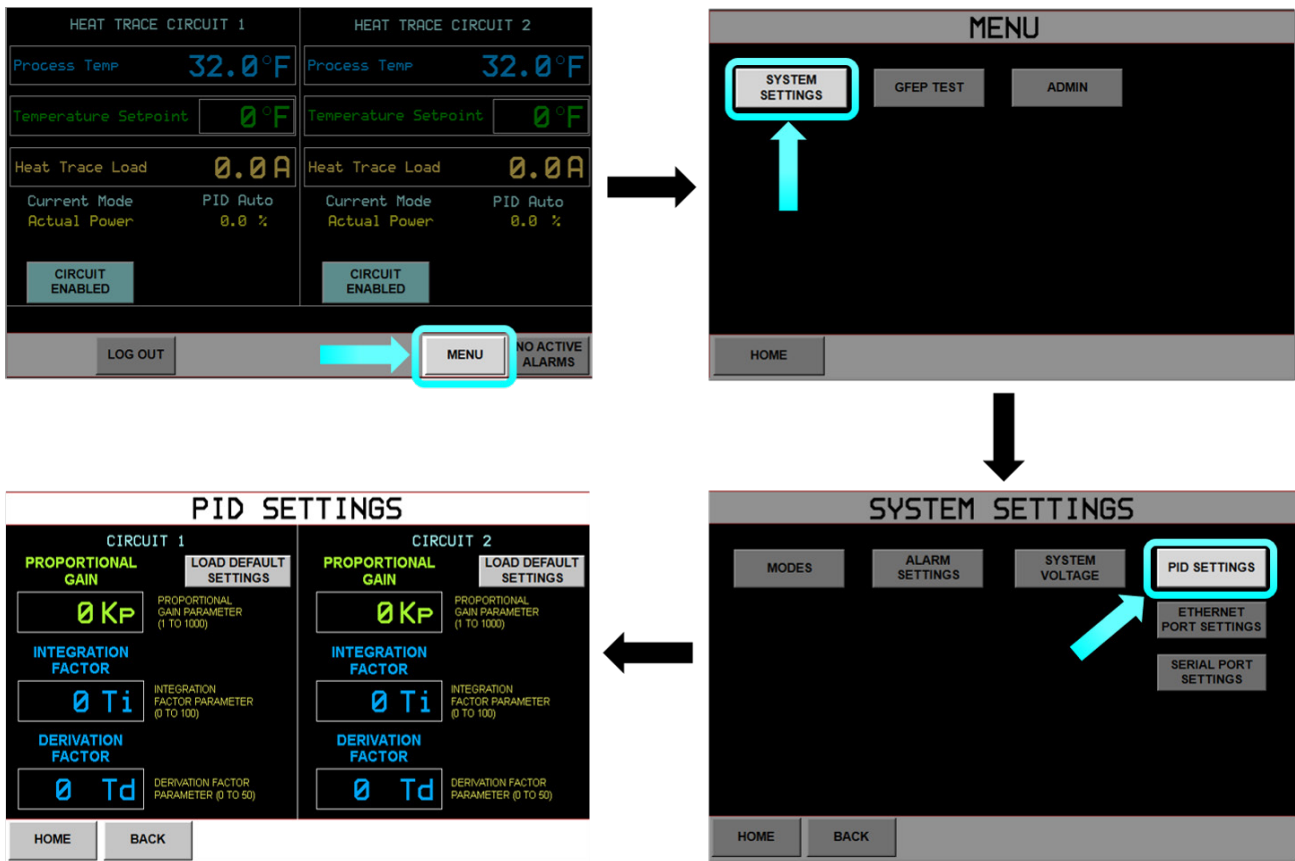 HEAT TRACE CIRCUIT 1
HEAT TRACE CIRCUIT 2
Process Temp 32.0°F
Process Temp 32.0°F
Temperature Setpoint 0°F
Temperature Setpoint 0°F
Heat Trace Load 0.0A
Heat Trace Load 0.0A
Current Mode PID Auto
Current Mode PID Auto
Actual Power 0.0 %
Actual Power 0.0 %
CIRCUIT
ENABLED
CIRCUIT
ENABLED
LOG OUT
MENU
NO ACTIVE
ALARMS
MENU
SYSTEM
SETTINGS
GFEP TEST
ADMIN
HOME
SYSTEM SETTINGS
MODES
ALARM
SETTINGS
SYSTEM
VOLTAGE
PID SETTINGS
ETHERNET
PORT SETTINGS
SERIAL PORT
SETTINGS
HOME
BACK
PID SETTINGS
CIRCUIT 1
PROPORTIONAL
GAIN
LOAD DEFAULT
SETTINGS
0 Kp
PROPORTIONAL
GAIN PARAMETER
(1 TO 1000)
INTEGRATION
FACTOR
0 Ti
INTEGRATION
FACTOR PARAMETER
(0 TO 100)
DERIVATION
FACTOR
0 Td
DERIVATION FACTOR
PARAMETER (0 TO 50)
CIRCUIT 2
PROPORTIONAL
GAIN
LOAD DEFAULT
SETTINGS
0 Kp
PROPORTIONAL
GAIN PARAMETER
(1 TO 1000)
INTEGRATION
FACTOR
0 Ti
INTEGRATION
FACTOR PARAMETER
(0 TO 100)
DERIVATION
FACTOR
0 Td
DERIVATION FACTOR
PARAMETER (0 TO 50)
HOME
BACK